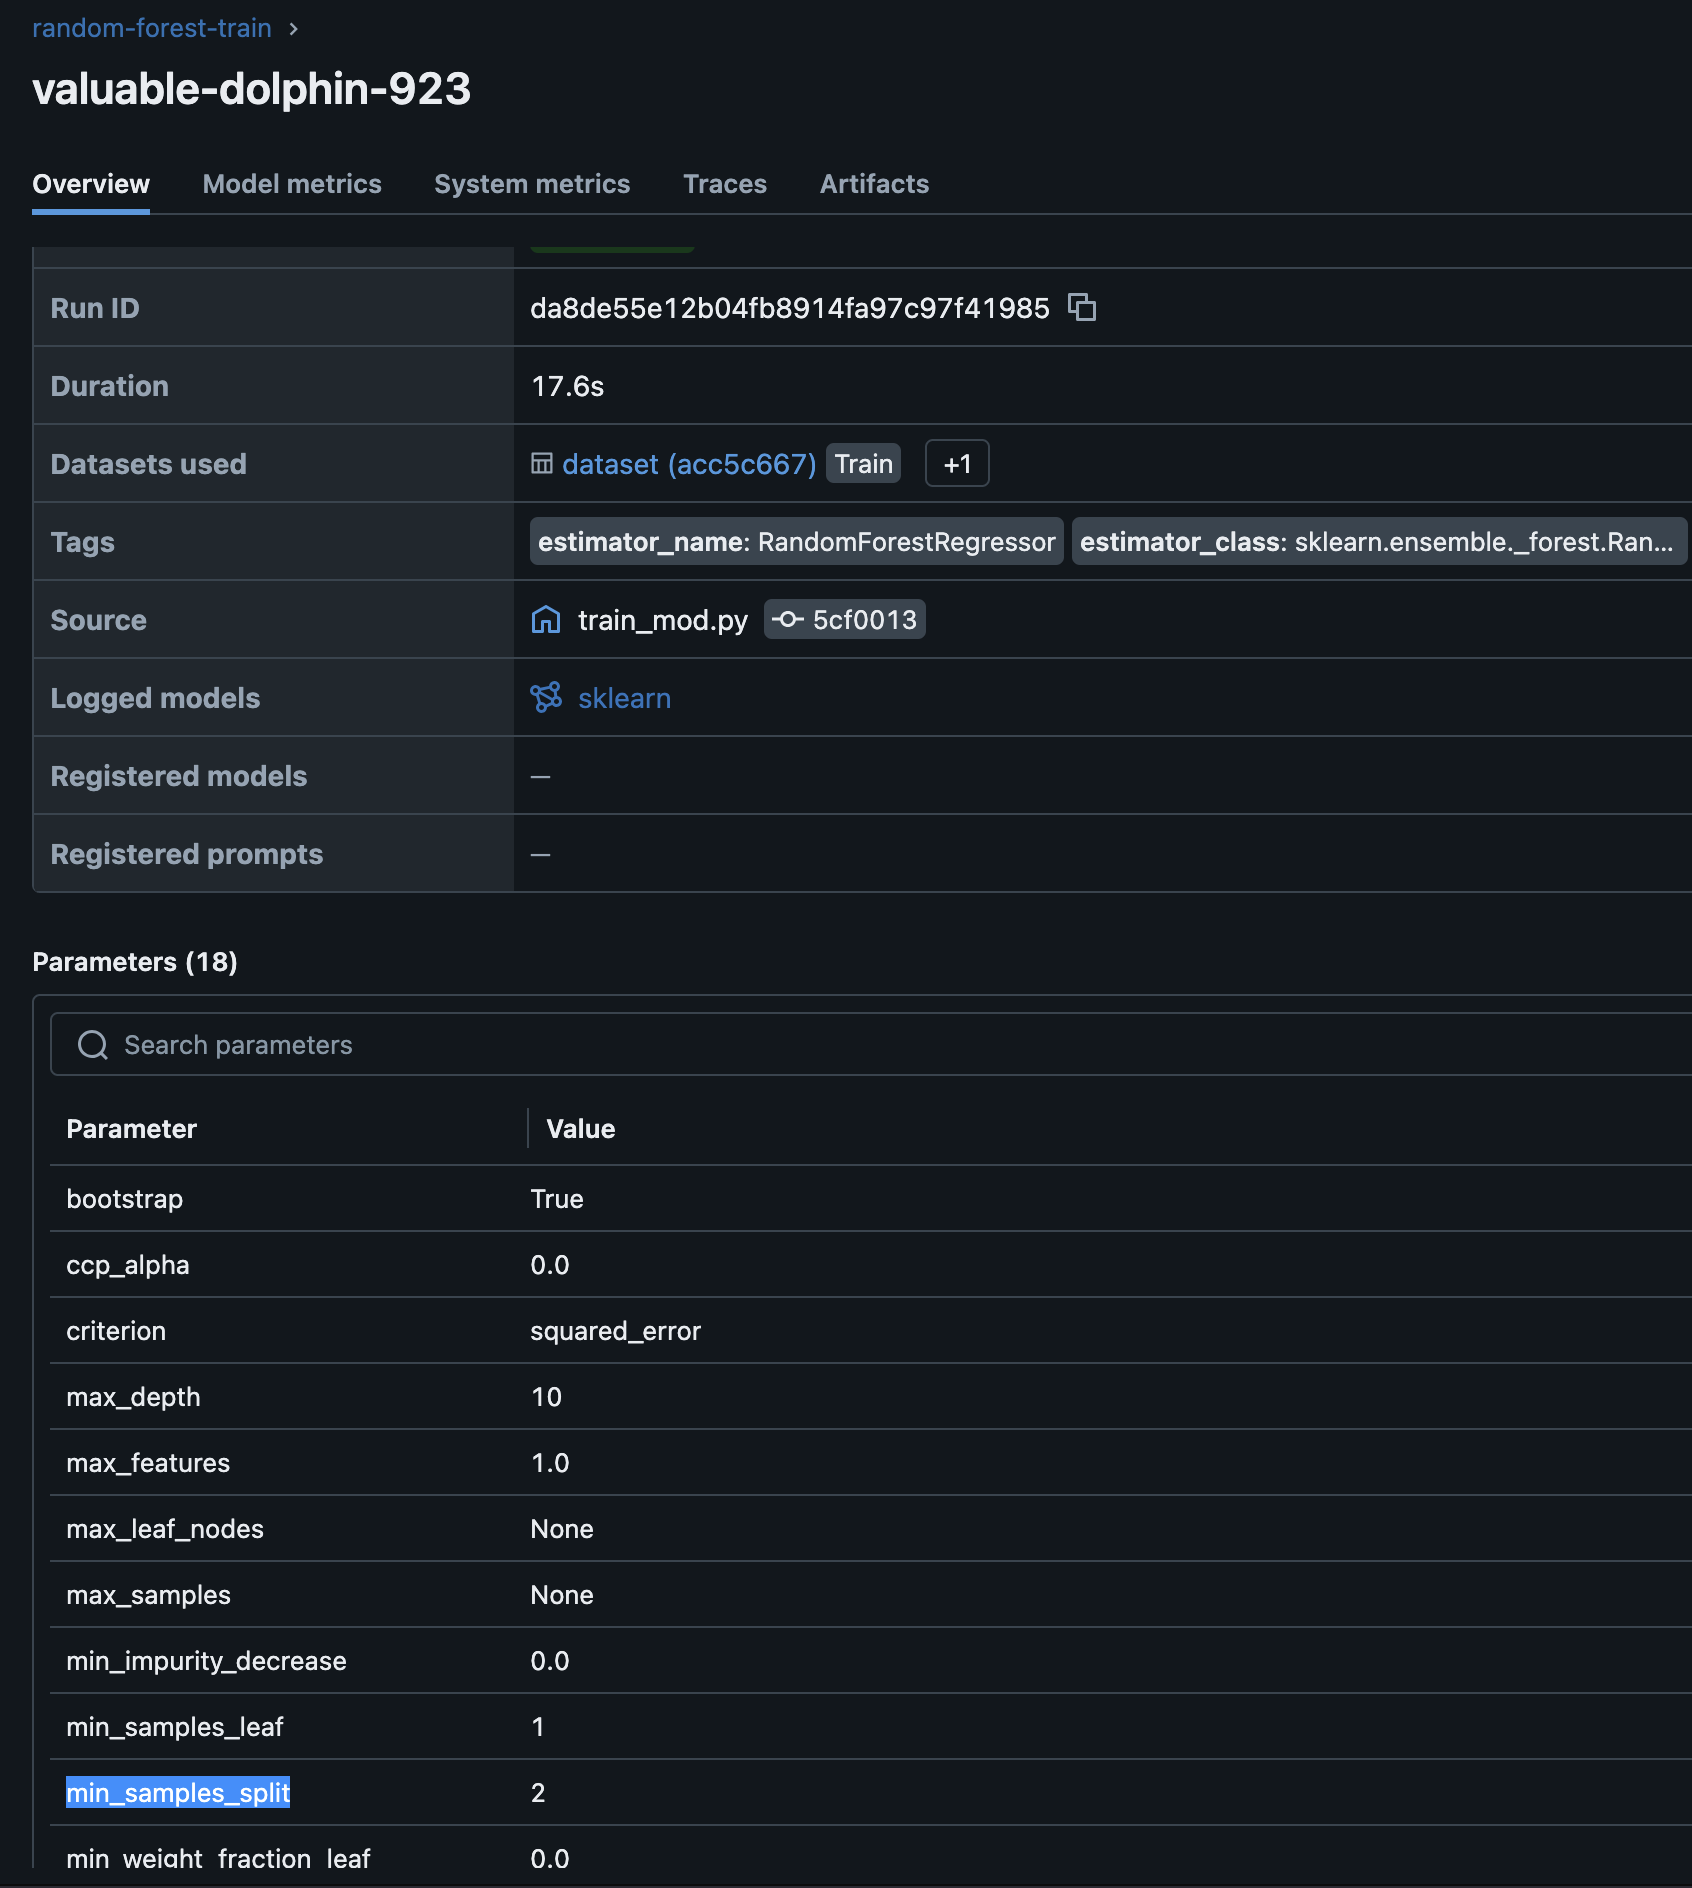 random-forest-train ›
valuable-dolphin-923
Overview Model metrics System metrics Traces Artifacts
Run ID da8de55e12b04fb8914fa97c97f41985
Duration 17.6s
Datasets used dataset (acc5c667) Train +1
Tags estimator_name: RandomForestRegressor estimator_class: sklearn.ensemble._forest.Ran...
Source train_mod.py 5cf0013
Logged models sklearn
Registered models —
Registered prompts —
Parameters (18)
Search parameters
Parameter Value
bootstrap True
ccp_alpha 0.0
criterion squared_error
max_depth 10
max_features 1.0
max_leaf_nodes None
max_samples None
min_impurity_decrease 0.0
min_samples_leaf 1
min_samples_split 2
min_weight_fraction_leaf 0.0